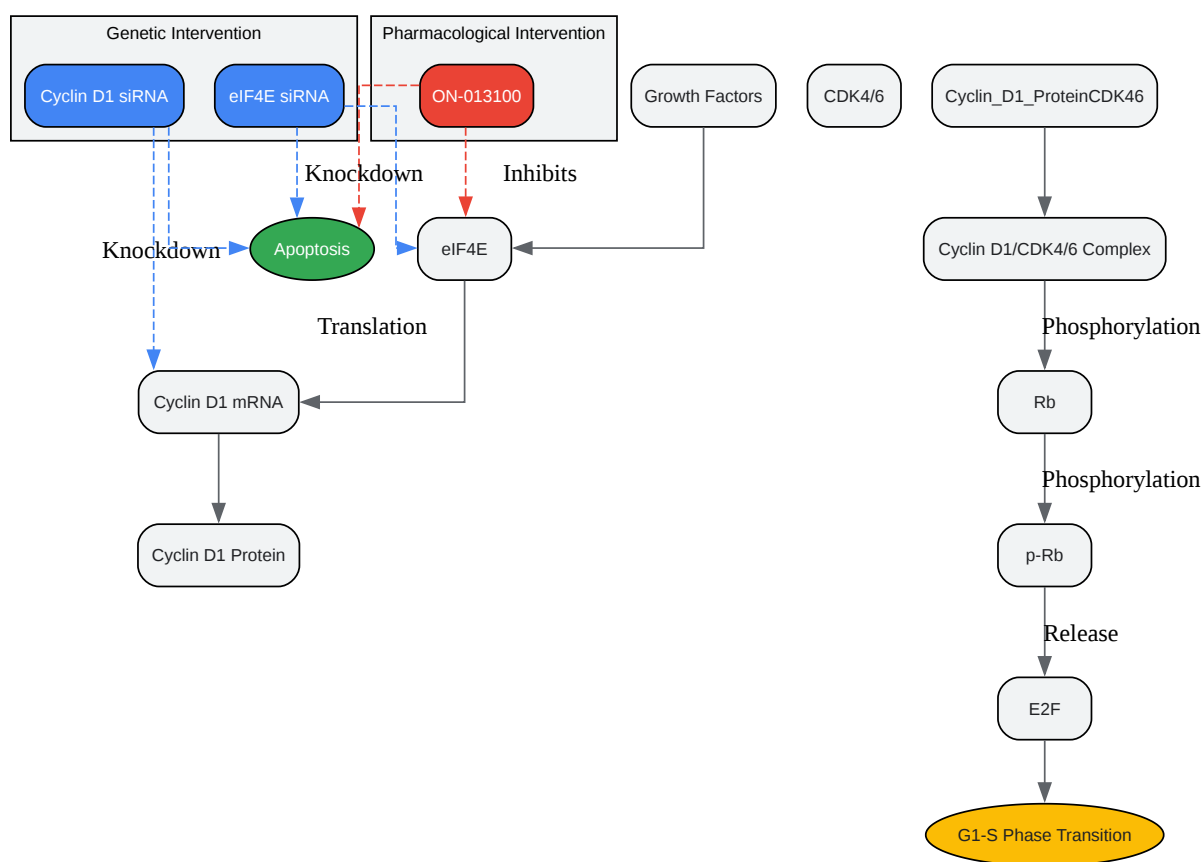 Genetic Intervention
Pharmacological Intervention
Cyclin D1 siRNA
eIF4E siRNA
ON-013100
Growth Factors
CDK4/6
Cyclin_D1_ProteinCDK46
Knockdown
Inhibits
Knockdown
Apoptosis
eIF4E
Cyclin D1/CDK4/6 Complex
Translation
Phosphorylation
Cyclin D1 mRNA
Rb
Phosphorylation
Cyclin D1 Protein
p-Rb
Release
E2F
G1-S Phase Transition